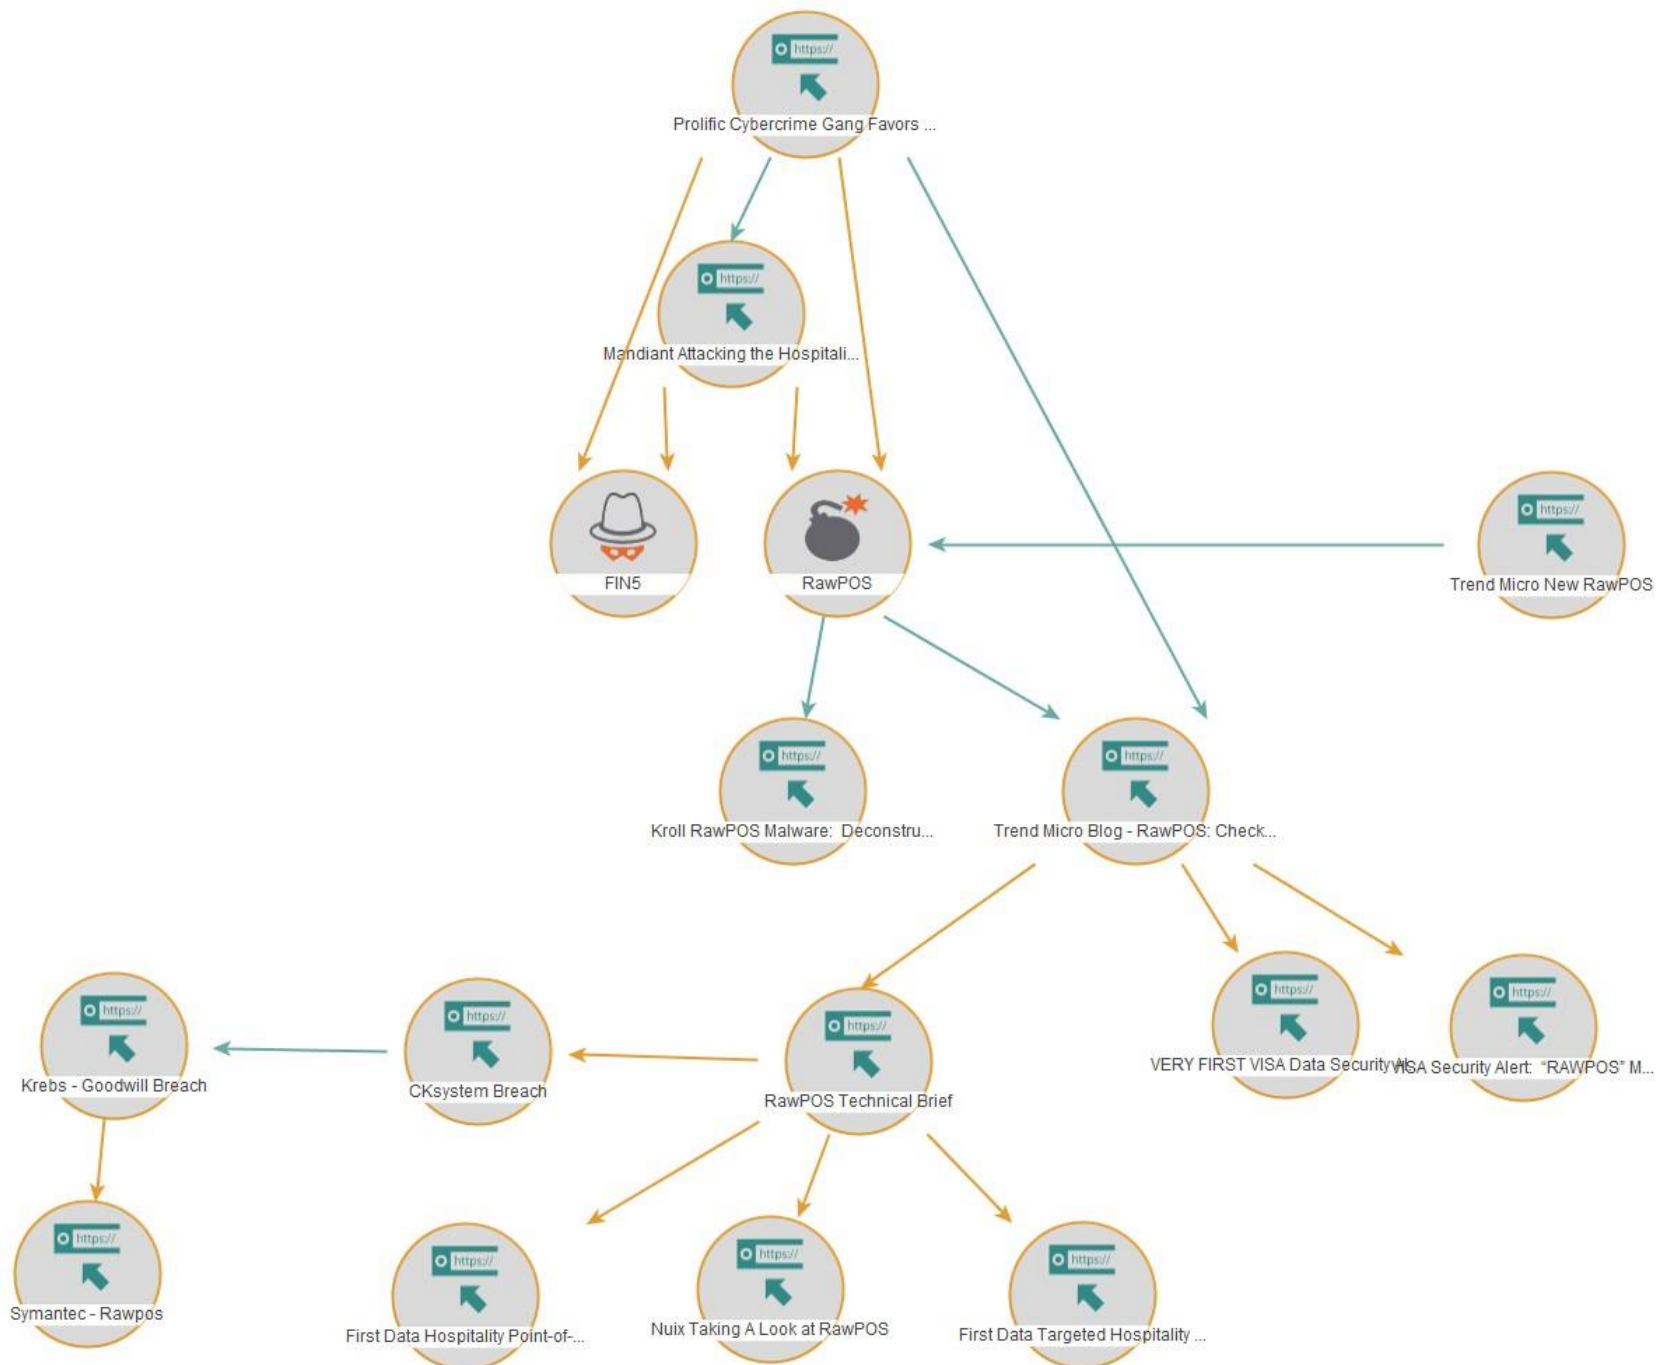 https://
Prolific Cybercrime Gang Favors ...
https://
Mandiant Attacking the Hospitali...
FIN5
RawPOS
https://
Trend Micro New RawPOS
https://
Kroll RawPOS Malware:  Deconstru...
https://
Trend Micro Blog - RawPOS: Check...
https://
Krebs - Goodwill Breach
https://
CKsystem Breach
https://
RawPOS Technical Brief
https://
VERY FIRST VISA Data Security
https://
VISA Security Alert:  “RAWPOS” M...
https://
Symantec - Rawpos
https://
First Data Hospitality Point-of-...
https://
Nuix Taking A Look at RawPOS
https://
First Data Targeted Hospitality ...